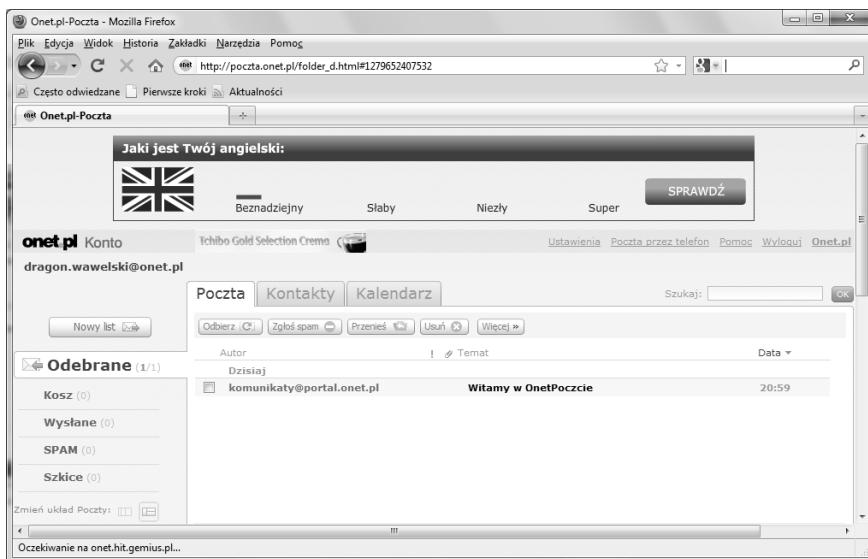 Onet.pl-Poczta - Mozilla Firefox
Plik Edycja Widok Historia Zakładki Narzędzia Pomoc
http://poczta.onet.pl/folder_d.html#1279652407532
Często odwiedzane Pierwsze kroki Aktualności
onet Onet.pl-Poczta
Jaki jest Twój angielski:
Beznadziejny Słaby Niezły Super SPRAWDŹ
onet.pl Konto Tchibo Gold Selection Crema Ustawienia Poczta przez telefon Pomoc Wyloguj Onet.pl
dragon.wawelski@onet.pl
Poczta Kontakty Kalendarz Szukaj: OK
Nowy list Odbierz Zgłoś spam Przenieś Usuń Więcej »
Autor ! Temat Data
Odebrane (1/1)
Dzisiaj
komunikaty@portal.onet.pl Witamy w OnetPoczcie 20:59
Kosz (0)
Wysłane (0)
SPAM (0)
Szkice (0)
Zmień układ Poczty:
Oczekiwanie na onet.hit.gemius.pl...